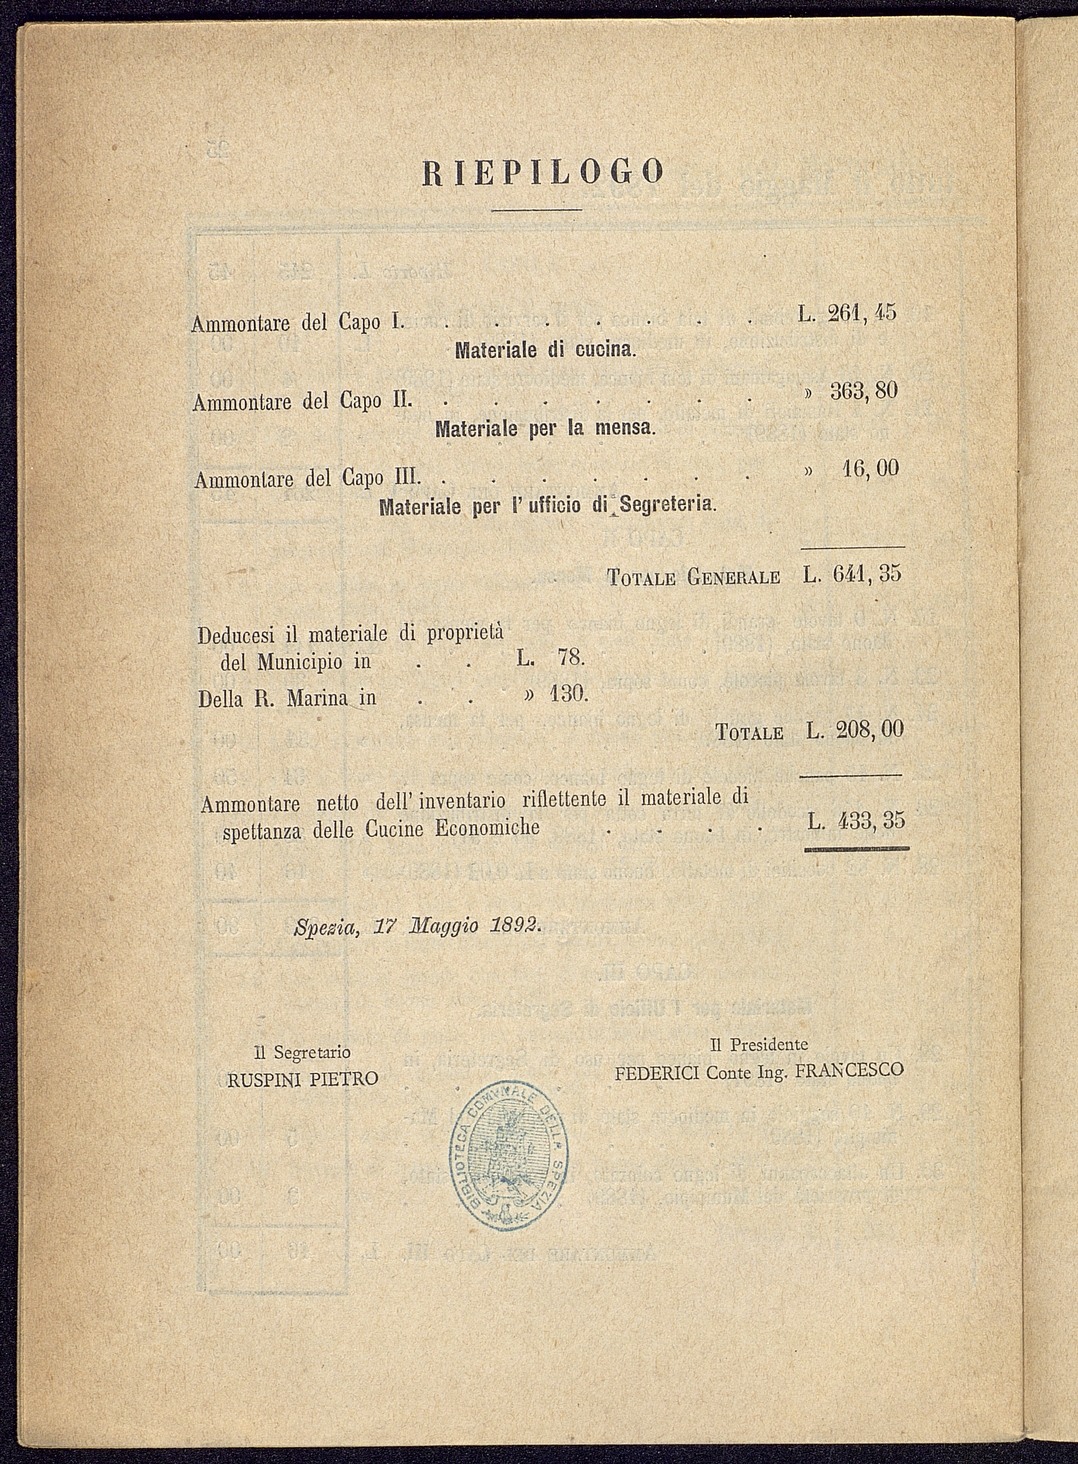 RIEPILOGO
Ammontare del Capo I. . . . . . . . L. 261, 45
Materiale di cucina.
Ammontare del Capo II. . . . . . . . » 363, 80
Materiale per la mensa.
Ammontare del Capo III. . . . . . . . » 16, 00
Materiale per l' ufficio di Segreteria.
TOTALE GENERALE L. 641, 35
Deducesi il materiale di proprietà
del Municipio in . . L. 78.
Della R. Marina in . . » 130.
TOTALE L. 208, 00
Ammontare netto dell' inventario riflettente il materiale di
spettanza delle Cucine Economiche . . . . L. 433, 35
Spezia, 17 Maggio 1892.
Il Segretario
RUSPINI PIETRO
Il Presidente
FEDERICI Conte Ing. FRANCESCO
BIBLIOTECA COMVNALE DELLA SPEZIA